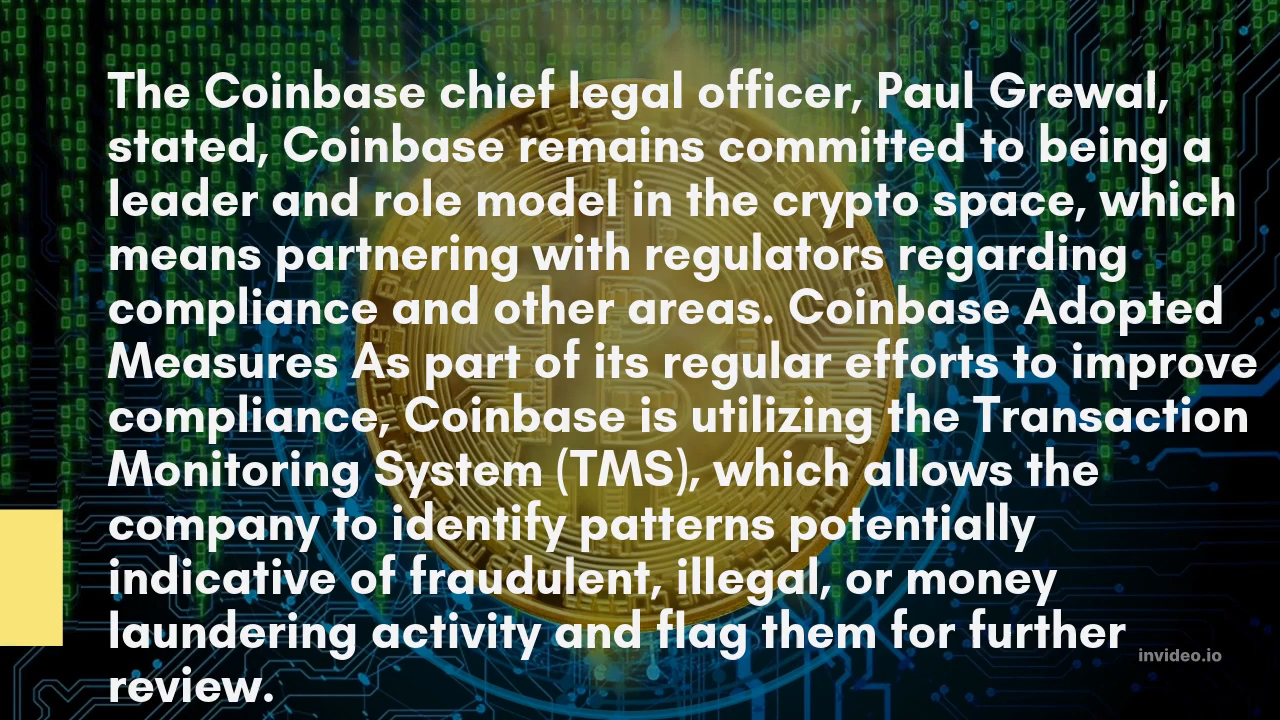 The Coinbase chief legal officer, Paul Grewal,
stated, Coinbase remains committed to being a
leader and role model in the crypto space, which
means partnering with regulators regarding
compliance and other areas. Coinbase Adopted
Measures As part of its regular efforts to improve
compliance, Coinbase is utilizing the Transaction
Monitoring System (TMS), which allows the
company to identify patterns potentially
indicative of fraudulent, illegal, or money
laundering activity and flag them for further
review.
invideo.io